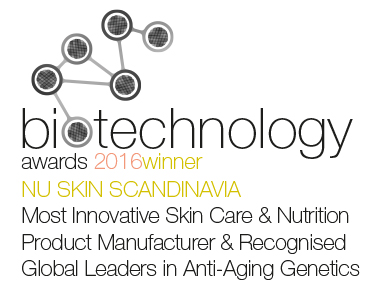 biotechnology
awards 2016winner
NU SKIN SCANDINAVIA
Most Innovative Skin Care & Nutrition
Product Manufacturer & Recognised
Global Leaders in Anti-Aging Genetics